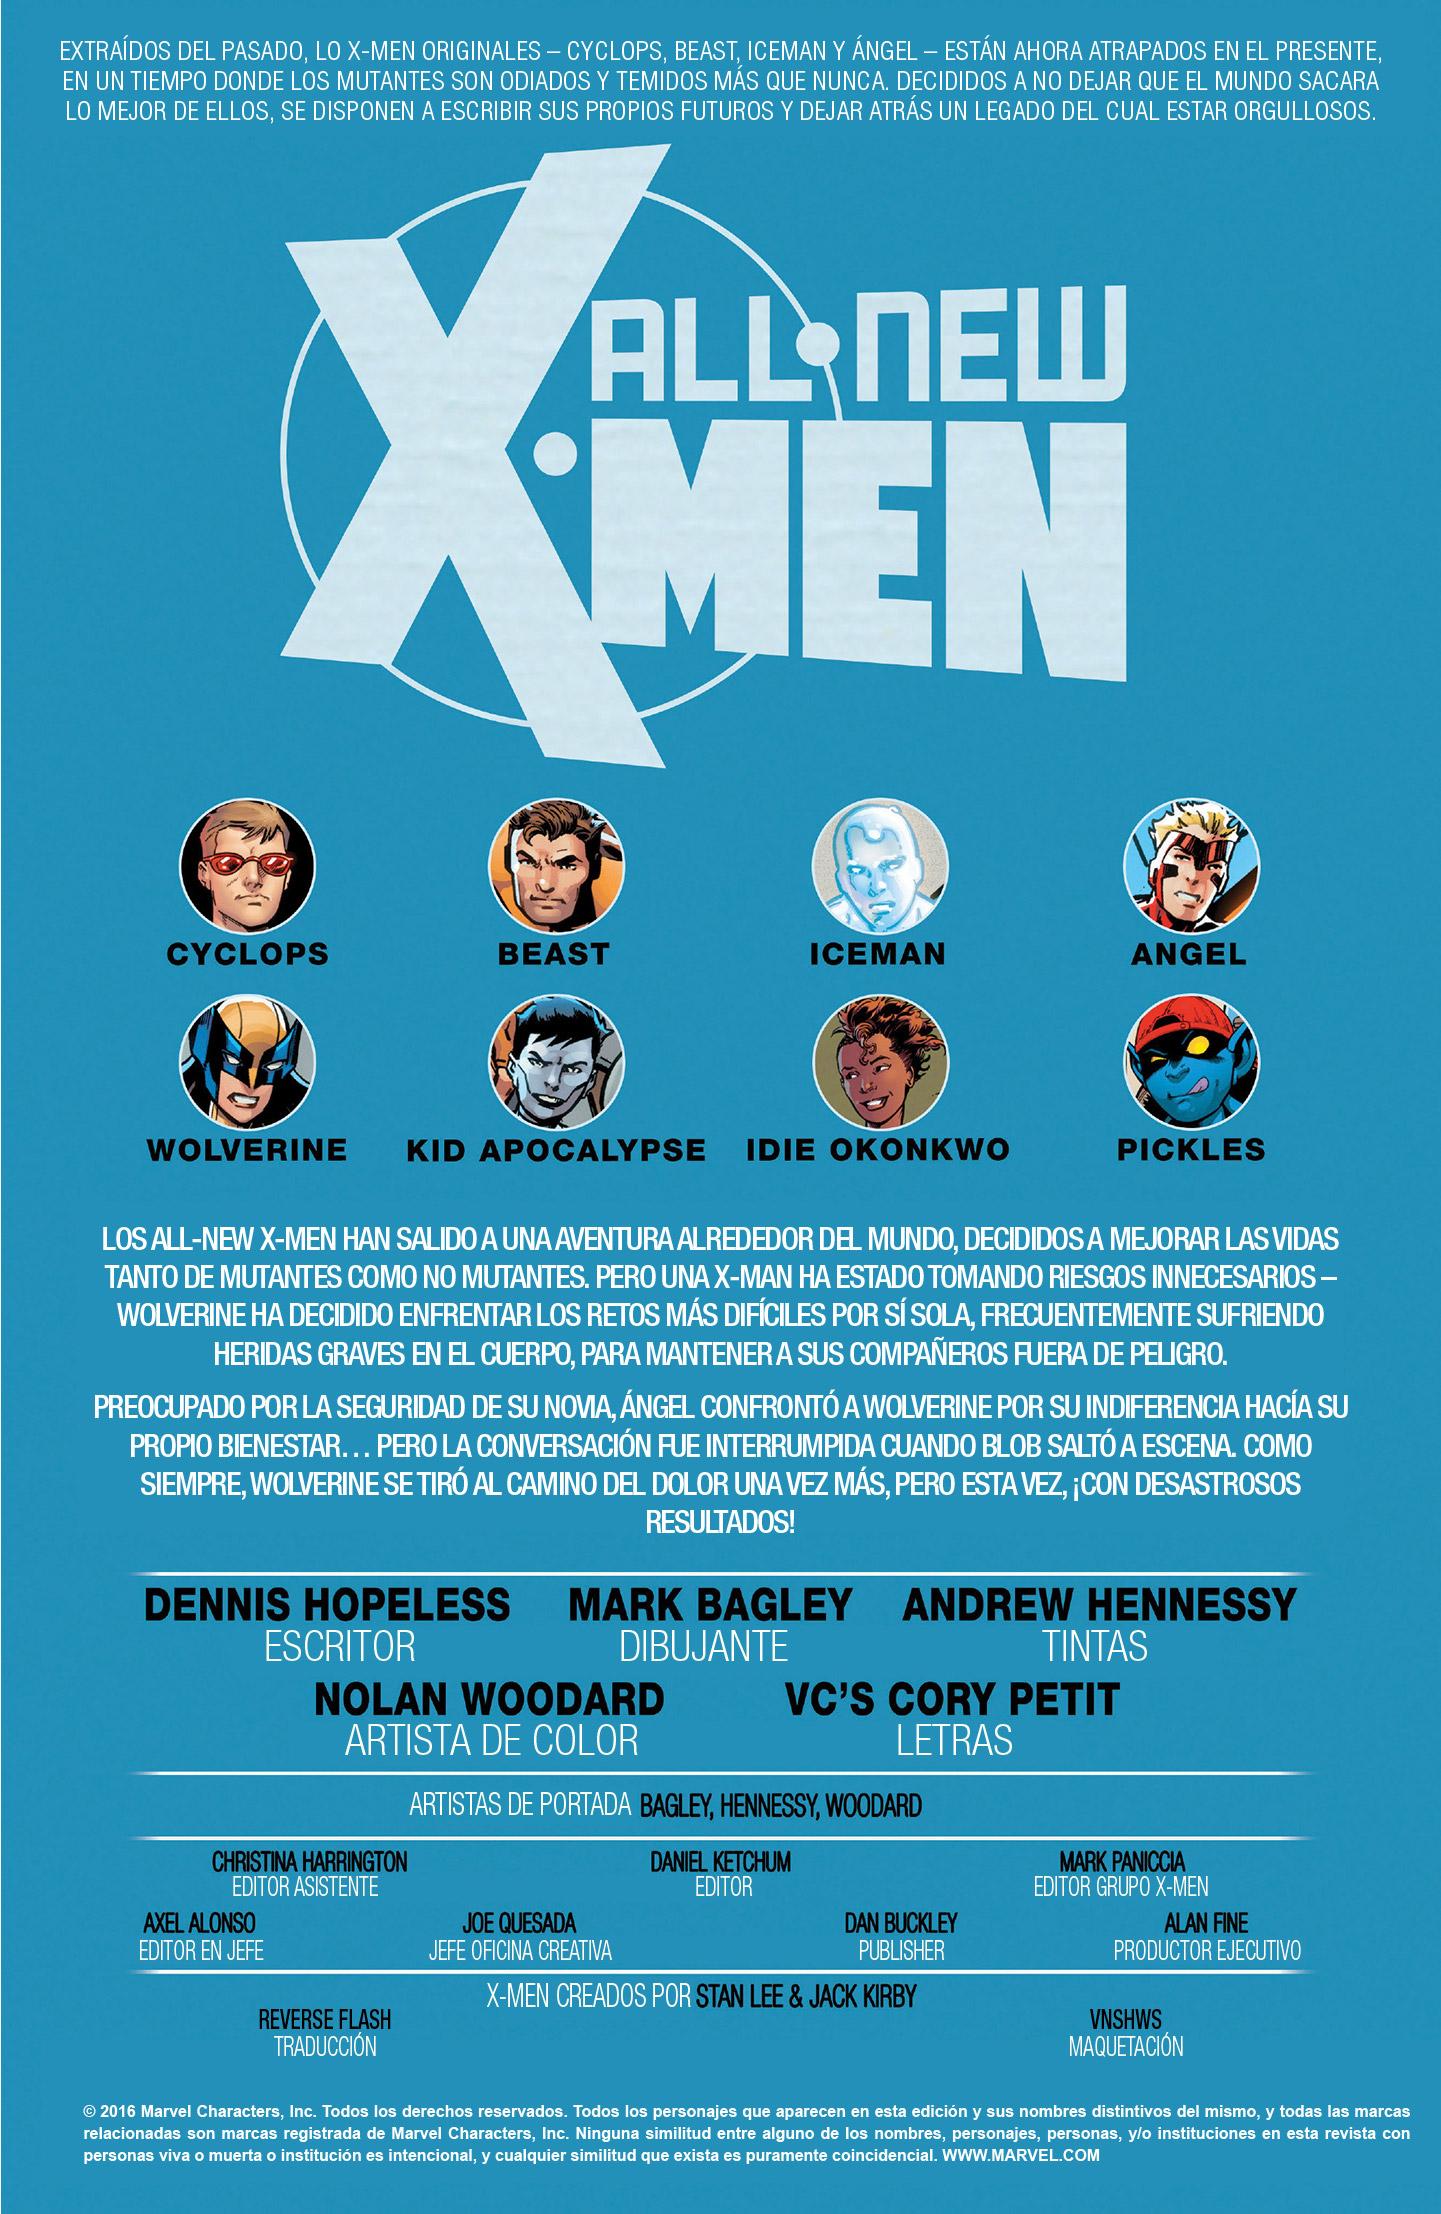 EXTRAÍDOS DEL PASADO, LO X-MEN ORIGINALES – CYCLOPS, BEAST, ICEMAN Y ÁNGEL – ESTÁN AHORA ATRAPADOS EN EL PRESENTE,
EN UN TIEMPO DONDE LOS MUTANTES SON ODIADOS Y TEMIDOS MÁS QUE NUNCA. DECIDIDOS A NO DEJAR QUE EL MUNDO SACARA
LO MEJOR DE ELLOS, SE DISPONEN A ESCRIBIR SUS PROPIOS FUTUROS Y DEJAR ATRÁS UN LEGADO DEL CUAL ESTAR ORGULLOSOS.
ALL·NEW
X·MEN
CYCLOPS BEAST ICEMAN ANGEL
WOLVERINE KID APOCALYPSE IDIE OKONKWO PICKLES
LOS ALL-NEW X-MEN HAN SALIDO A UNA AVENTURA ALREDEDOR DEL MUNDO, DECIDIDOS A MEJORAR LAS VIDAS
TANTO DE MUTANTES COMO NO MUTANTES. PERO UNA X-MAN HA ESTADO TOMANDO RIESGOS INNECESARIOS –
WOLVERINE HA DECIDIDO ENFRENTAR LOS RETOS MÁS DIFÍCILES POR SÍ SOLA, FRECUENTEMENTE SUFRIENDO
HERIDAS GRAVES EN EL CUERPO, PARA MANTENER A SUS COMPAÑEROS FUERA DE PELIGRO.
PREOCUPADO POR LA SEGURIDAD DE SU NOVIA, ÁNGEL CONFRONTÓ A WOLVERINE POR SU INDIFERENCIA HACÍA SU
PROPIO BIENESTAR… PERO LA CONVERSACIÓN FUE INTERRUMPIDA CUANDO BLOB SALTÓ A ESCENA. COMO
SIEMPRE, WOLVERINE SE TIRÓ AL CAMINO DEL DOLOR UNA VEZ MÁS, PERO ESTA VEZ, ¡CON DESASTROSOS
RESULTADOS!
DENNIS HOPELESS MARK BAGLEY ANDREW HENNESSY
ESCRITOR DIBUJANTE TINTAS
NOLAN WOODARD VC'S CORY PETIT
ARTISTA DE COLOR LETRAS
ARTISTAS DE PORTADA BAGLEY, HENNESSY, WOODARD
CHRISTINA HARRINGTON DANIEL KETCHUM MARK PANICCIA
EDITOR ASISTENTE EDITOR EDITOR GRUPO X-MEN
AXEL ALONSO JOE QUESADA DAN BUCKLEY ALAN FINE
EDITOR EN JEFE JEFE OFICINA CREATIVA PUBLISHER PRODUCTOR EJECUTIVO
X-MEN CREADOS POR STAN LEE & JACK KIRBY
REVERSE FLASH VNSHWS
TRADUCCIÓN MAQUETACIÓN
© 2016 Marvel Characters, Inc. Todos los derechos reservados. Todos los personajes que aparecen en esta edición y sus nombres distintivos del mismo, y todas las marcas
relacionadas son marcas registrada de Marvel Characters, Inc. Ninguna similitud entre alguno de los nombres, personajes, personas, y/o instituciones en esta revista con
personas viva o muerta o institución es intencional, y cualquier similitud que exista es puramente coincidencial. WWW.MARVEL.COM